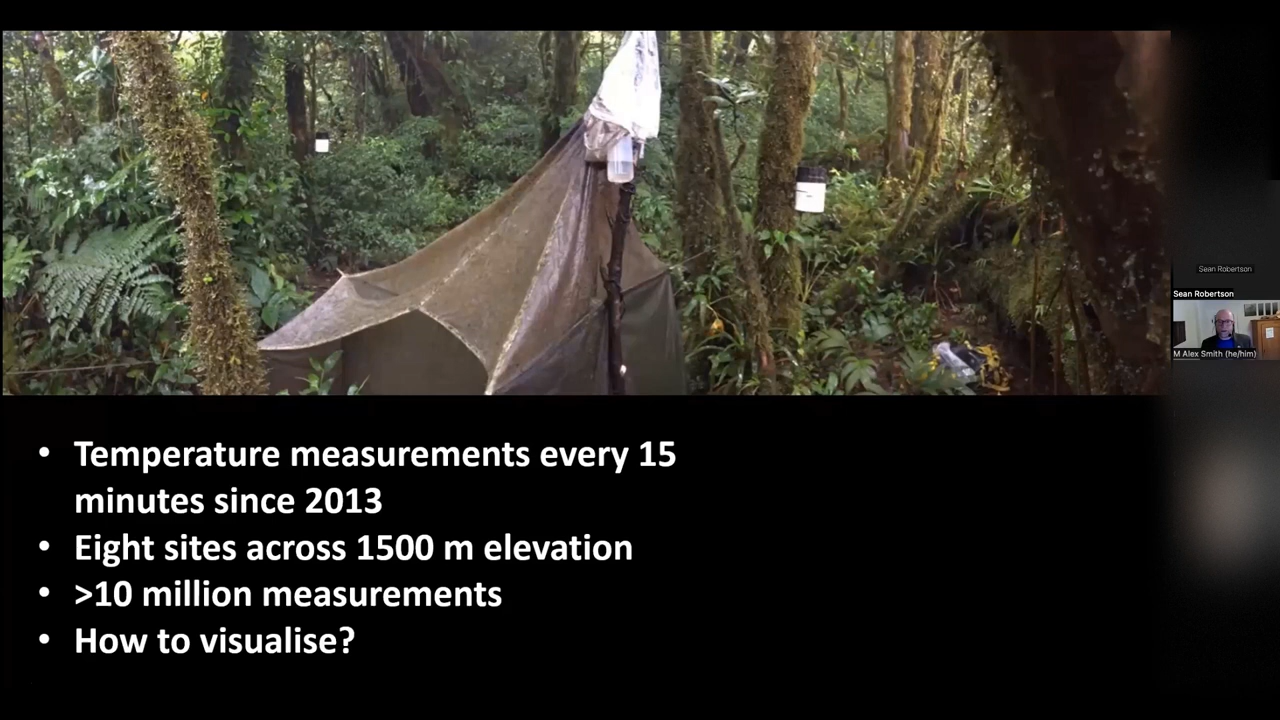 Sean Robertson
Sean Robertson
M Alex Smith (he/him)
• Temperature measurements every 15
minutes since 2013
• Eight sites across 1500 m elevation
• >10 million measurements
• How to visualise?